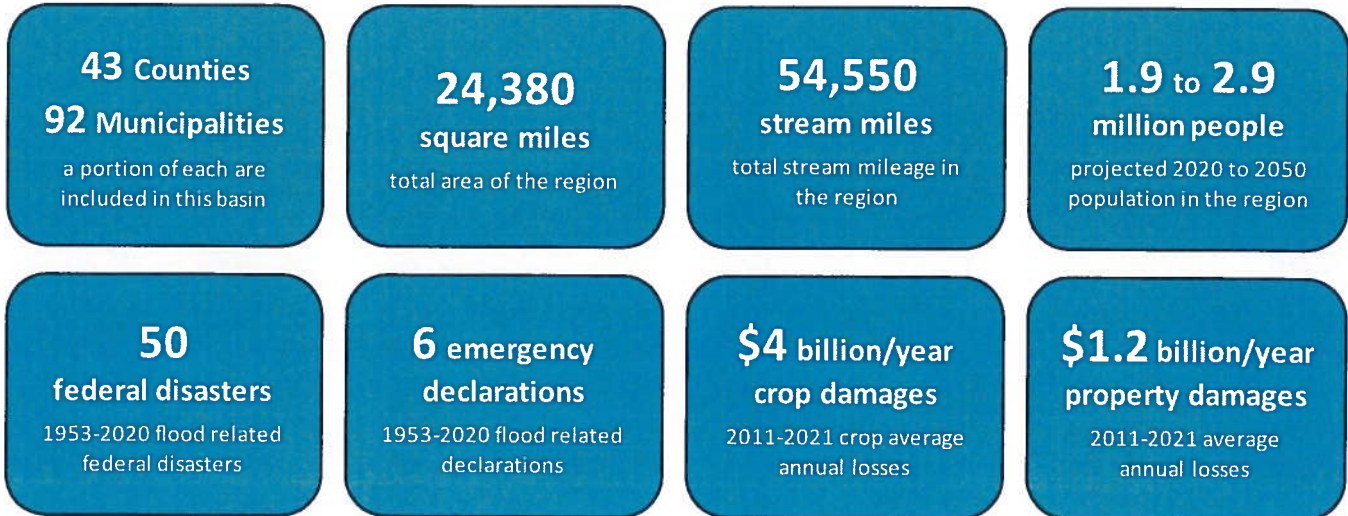 43 Counties
92 Municipalities
a portion of each are
included in this basin
24,380
square miles
total area of the region
54,550
stream miles
total stream mileage in
the region
1.9 to 2.9
million people
projected 2020 to 2050
population in the region
50
federal disasters
1953-2020 flood related
federal disasters
6 emergency
declarations
1953-2020 flood related
declarations
$4 billion/year
crop damages
2011-2021 crop average
annual losses
$1.2 billion/year
property damages
2011-2021 average
annual losses